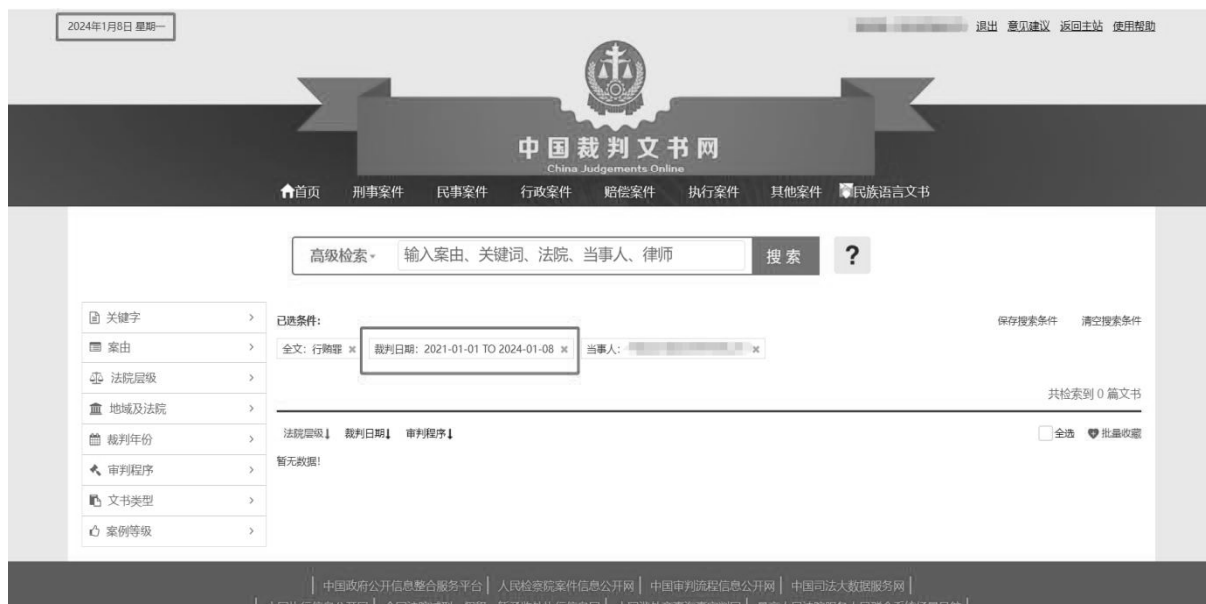 2024年1月8日 星期一
退出 意见建议 返回主站 使用帮助
中国裁判文书网
China Judgements Online
首页 刑事案件 民事案件 行政案件 赔偿案件 执行案件 其他案件 民族语言文书
高级检索 输入案由、关键词、法院、当事人、律师 搜索 ?
关键字
案由
法院层级
地域及法院
裁判年份
审判程序
文书类型
案例等级
已选条件: 保存搜索条件 清空搜索条件
全文: 行贿罪 × 裁判日期: 2021-01-01 TO 2024-01-08 × 当事人: ×
共检索到 0 篇文书
法院层级↓ 裁判日期↓ 审判程序↓ 全选 批量收藏
暂无数据!
| 中国政府公开信息整合服务平台 | 人民检察院案件信息公开网 | 中国审判流程信息公开网 | 中国司法大数据服务网 |